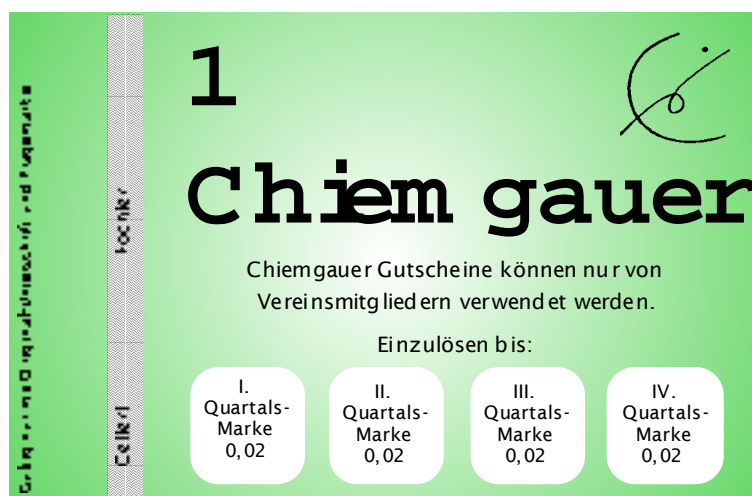 1
Chiemgauer
Chiemgauer Gutscheine können nur von
Vereinsmitgliedern verwendet werden.
Einzulösen bis:
I.
Quartals-
Marke
0,02
II.
Quartals-
Marke
0,02
III.
Quartals-
Marke
0,02
IV.
Quartals-
Marke
0,02